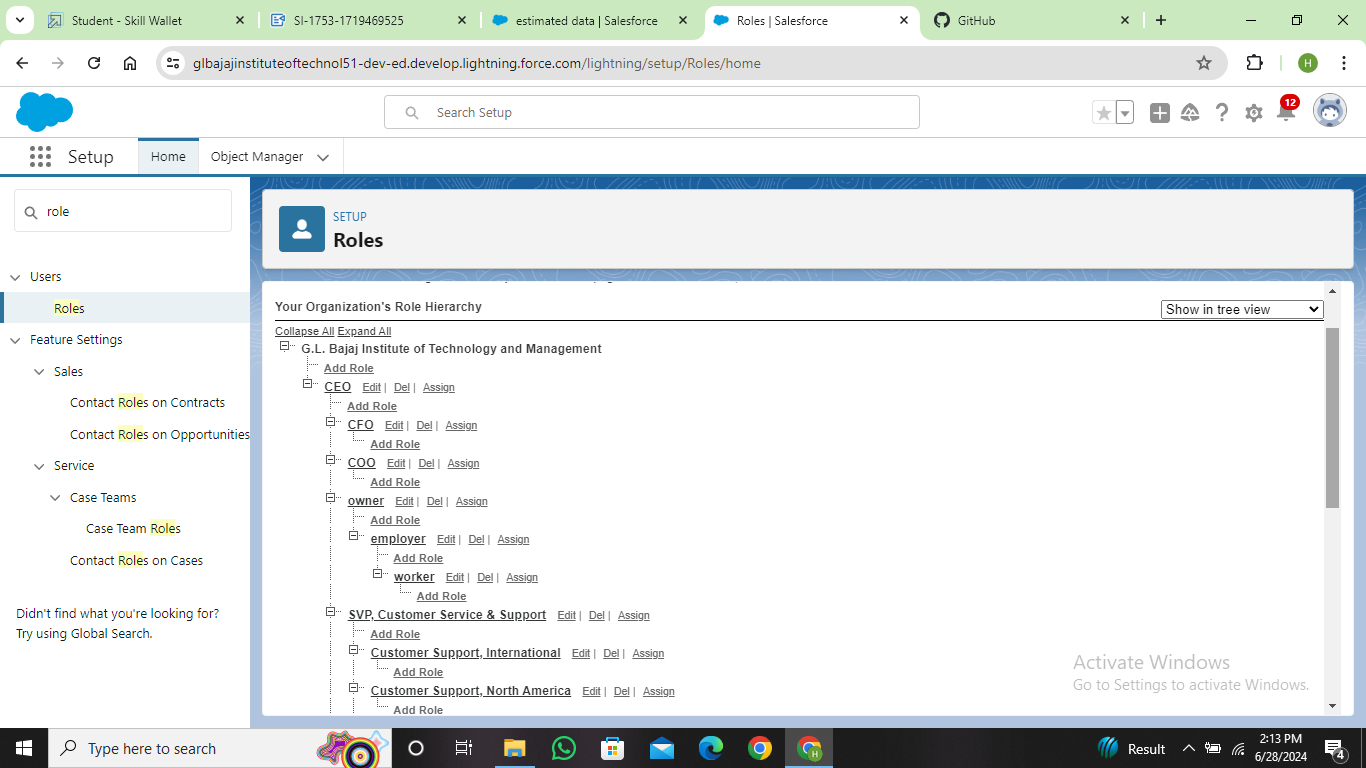 Student - Skill Wallet
SI-1753-1719469525
estimated data | Salesforce
Roles | Salesforce
GitHub
glbajajinstituteoftechnol51-dev-ed.develop.lightning.force.com/lightning/setup/Roles/home
H
Search Setup
12
Setup
Home
Object Manager
role
Users
Roles
Feature Settings
Sales
Contact Roles on Contracts
Contact Roles on Opportunities
Service
Case Teams
Case Team Roles
Contact Roles on Cases
Didn't find what you're looking for?
Try using Global Search.
SETUP
Roles
Your Organization's Role Hierarchy
Show in tree view
Collapse All Expand All
G.L. Bajaj Institute of Technology and Management
Add Role
CEO Edit | Del | Assign
Add Role
CFO Edit | Del | Assign
Add Role
COO Edit | Del | Assign
Add Role
owner Edit | Del | Assign
Add Role
employer Edit | Del | Assign
Add Role
worker Edit | Del | Assign
Add Role
SVP, Customer Service & Support Edit | Del | Assign
Add Role
Customer Support, International Edit | Del | Assign
Add Role
Customer Support, North America Edit | Del | Assign
Add Role
Activate Windows
Go to Settings to activate Windows.
Type here to search
H
Result
2:13 PM
6/28/2024
4